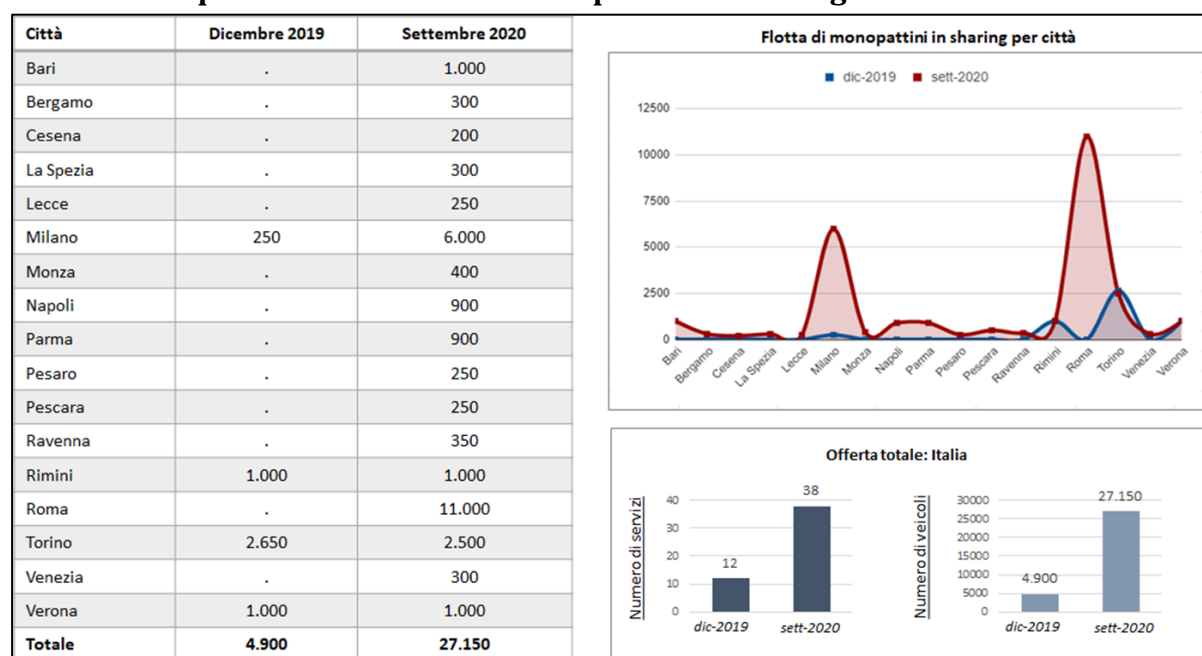 Città Dicembre 2019 Settembre 2020
Bari . 1.000
Bergamo . 300
Cesena . 200
La Spezia . 300
Lecce . 250
Milano 250 6.000
Monza . 400
Napoli . 900
Parma . 900
Pesaro . 250
Pescara . 250
Ravenna . 350
Rimini 1.000 1.000
Roma . 11.000
Torino 2.650 2.500
Venezia . 300
Verona 1.000 1.000
Totale 4.900 27.150
Flotta di monopattini in sharing per città
dic-2019 sett-2020
12500
10000
7500
5000
2500
0
Bari Bergamo Cesena La Spezia Lecce Milano Monza Napoli Parma Pesaro Pescara Ravenna Rimini Roma Torino Venezia Verona
Offerta totale: Italia
Numero di servizi
40
30
20
10
0
12
38
dic-2019 sett-2020
Numero di veicoli
30000
25000
20000
15000
10000
5000
0
4.900
27.150
dic-2019 sett-2020